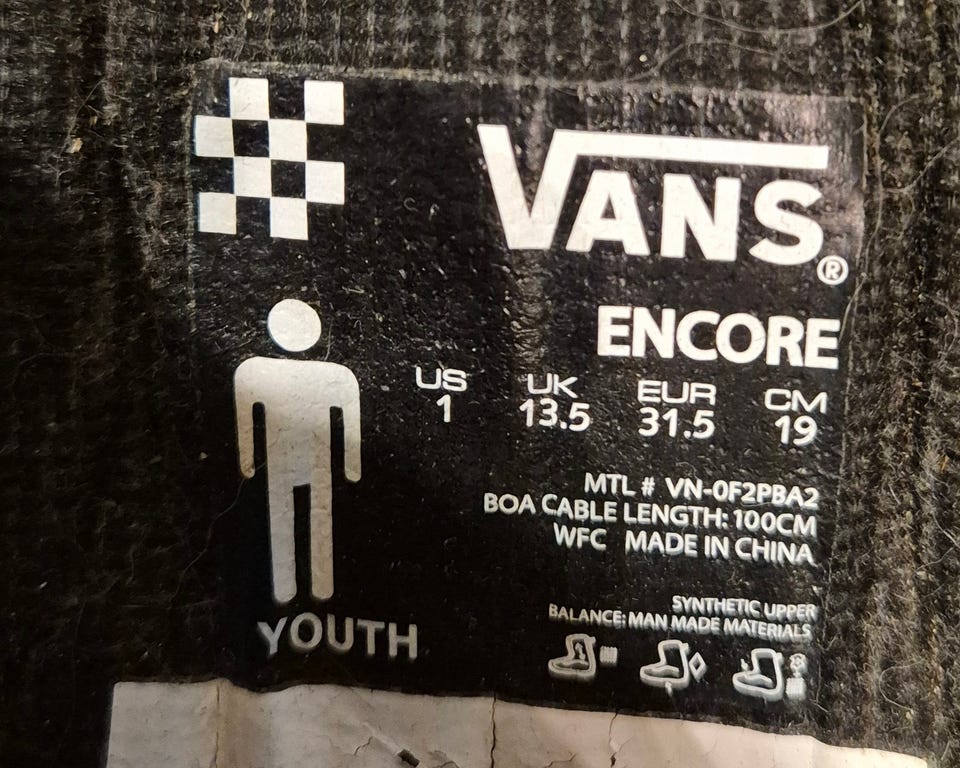 VANS®
ENCORE
US UK EUR CM
1 13.5 31.5 19
MTL # VN-0F2PBA2
BOA CABLE LENGTH: 100CM
WFC MADE IN CHINA
SYNTHETIC UPPER
BALANCE: MAN MADE MATERIALS
YOUTH